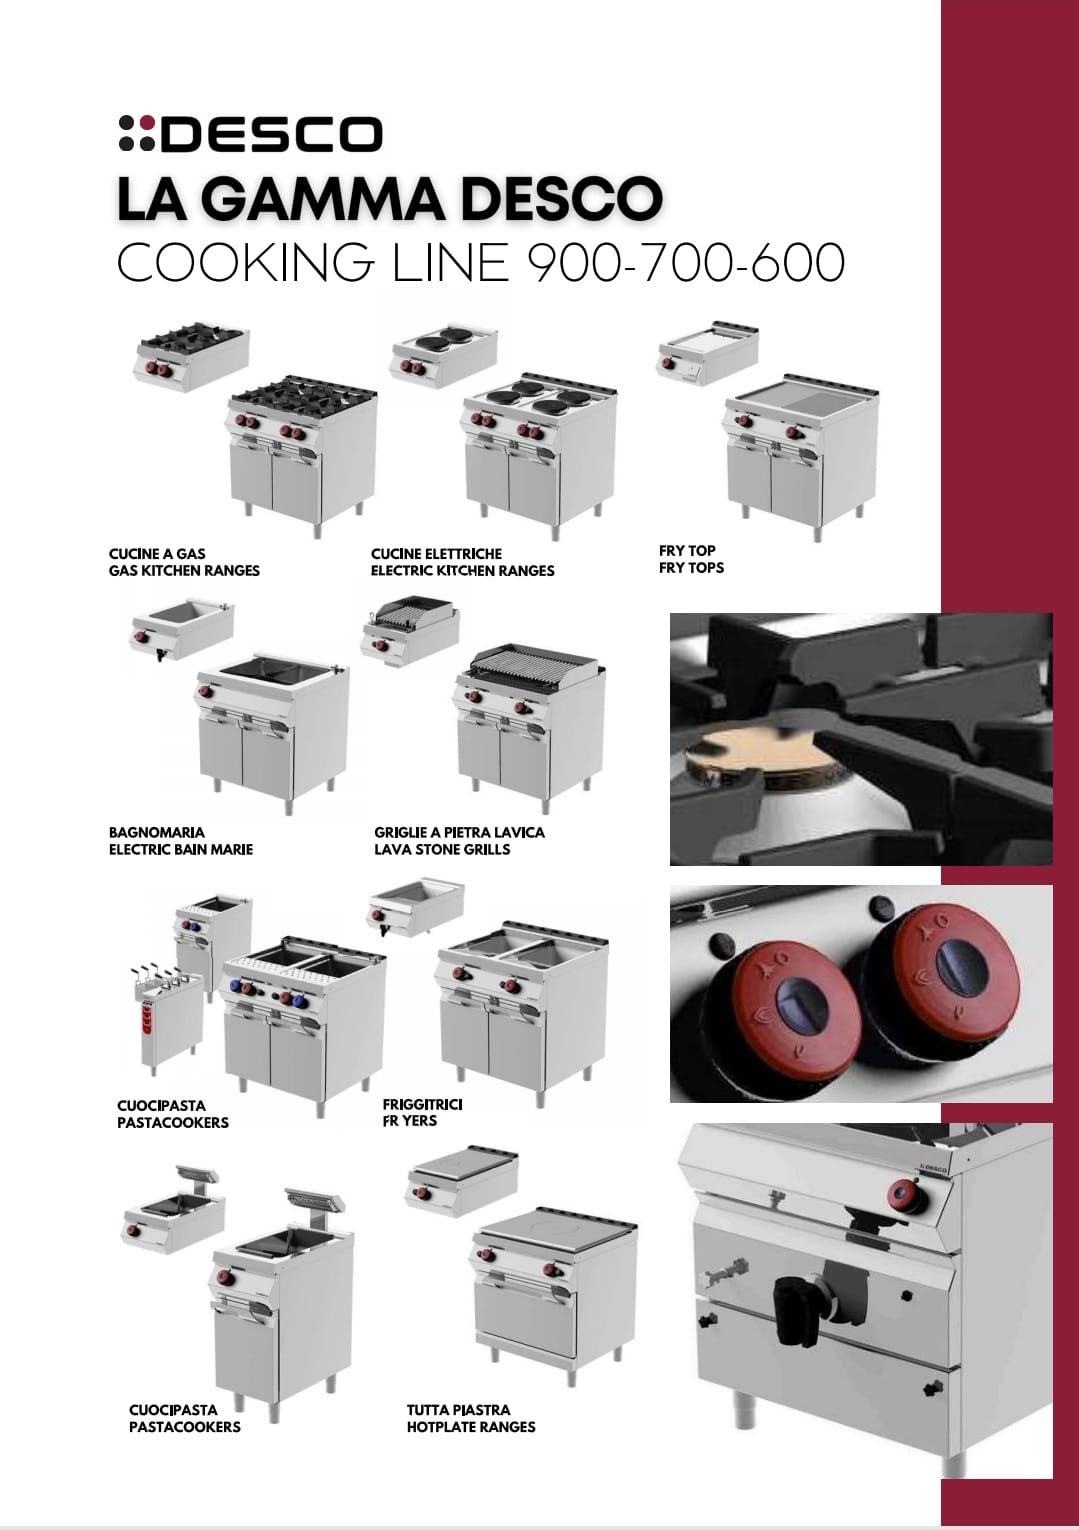 DESCO
LA GAMMA DESCO
COOKING LINE 900-700-600
CUCINE A GAS
GAS KITCHEN RANGES
CUCINE ELETTRICHE
ELECTRIC KITCHEN RANGES
FRY TOP
FRY TOPS
BAGNOMARIA
ELECTRIC BAIN MARIE
GRIGLIE A PIETRA LAVICA
LAVA STONE GRILLS
CUOCIPASTA
PASTACOOKERS
FRIGGITRICI
FR YERS
DESCO
CUOCIPASTA
PASTACOOKERS
TUTTA PIASTRA
HOTPLATE RANGES